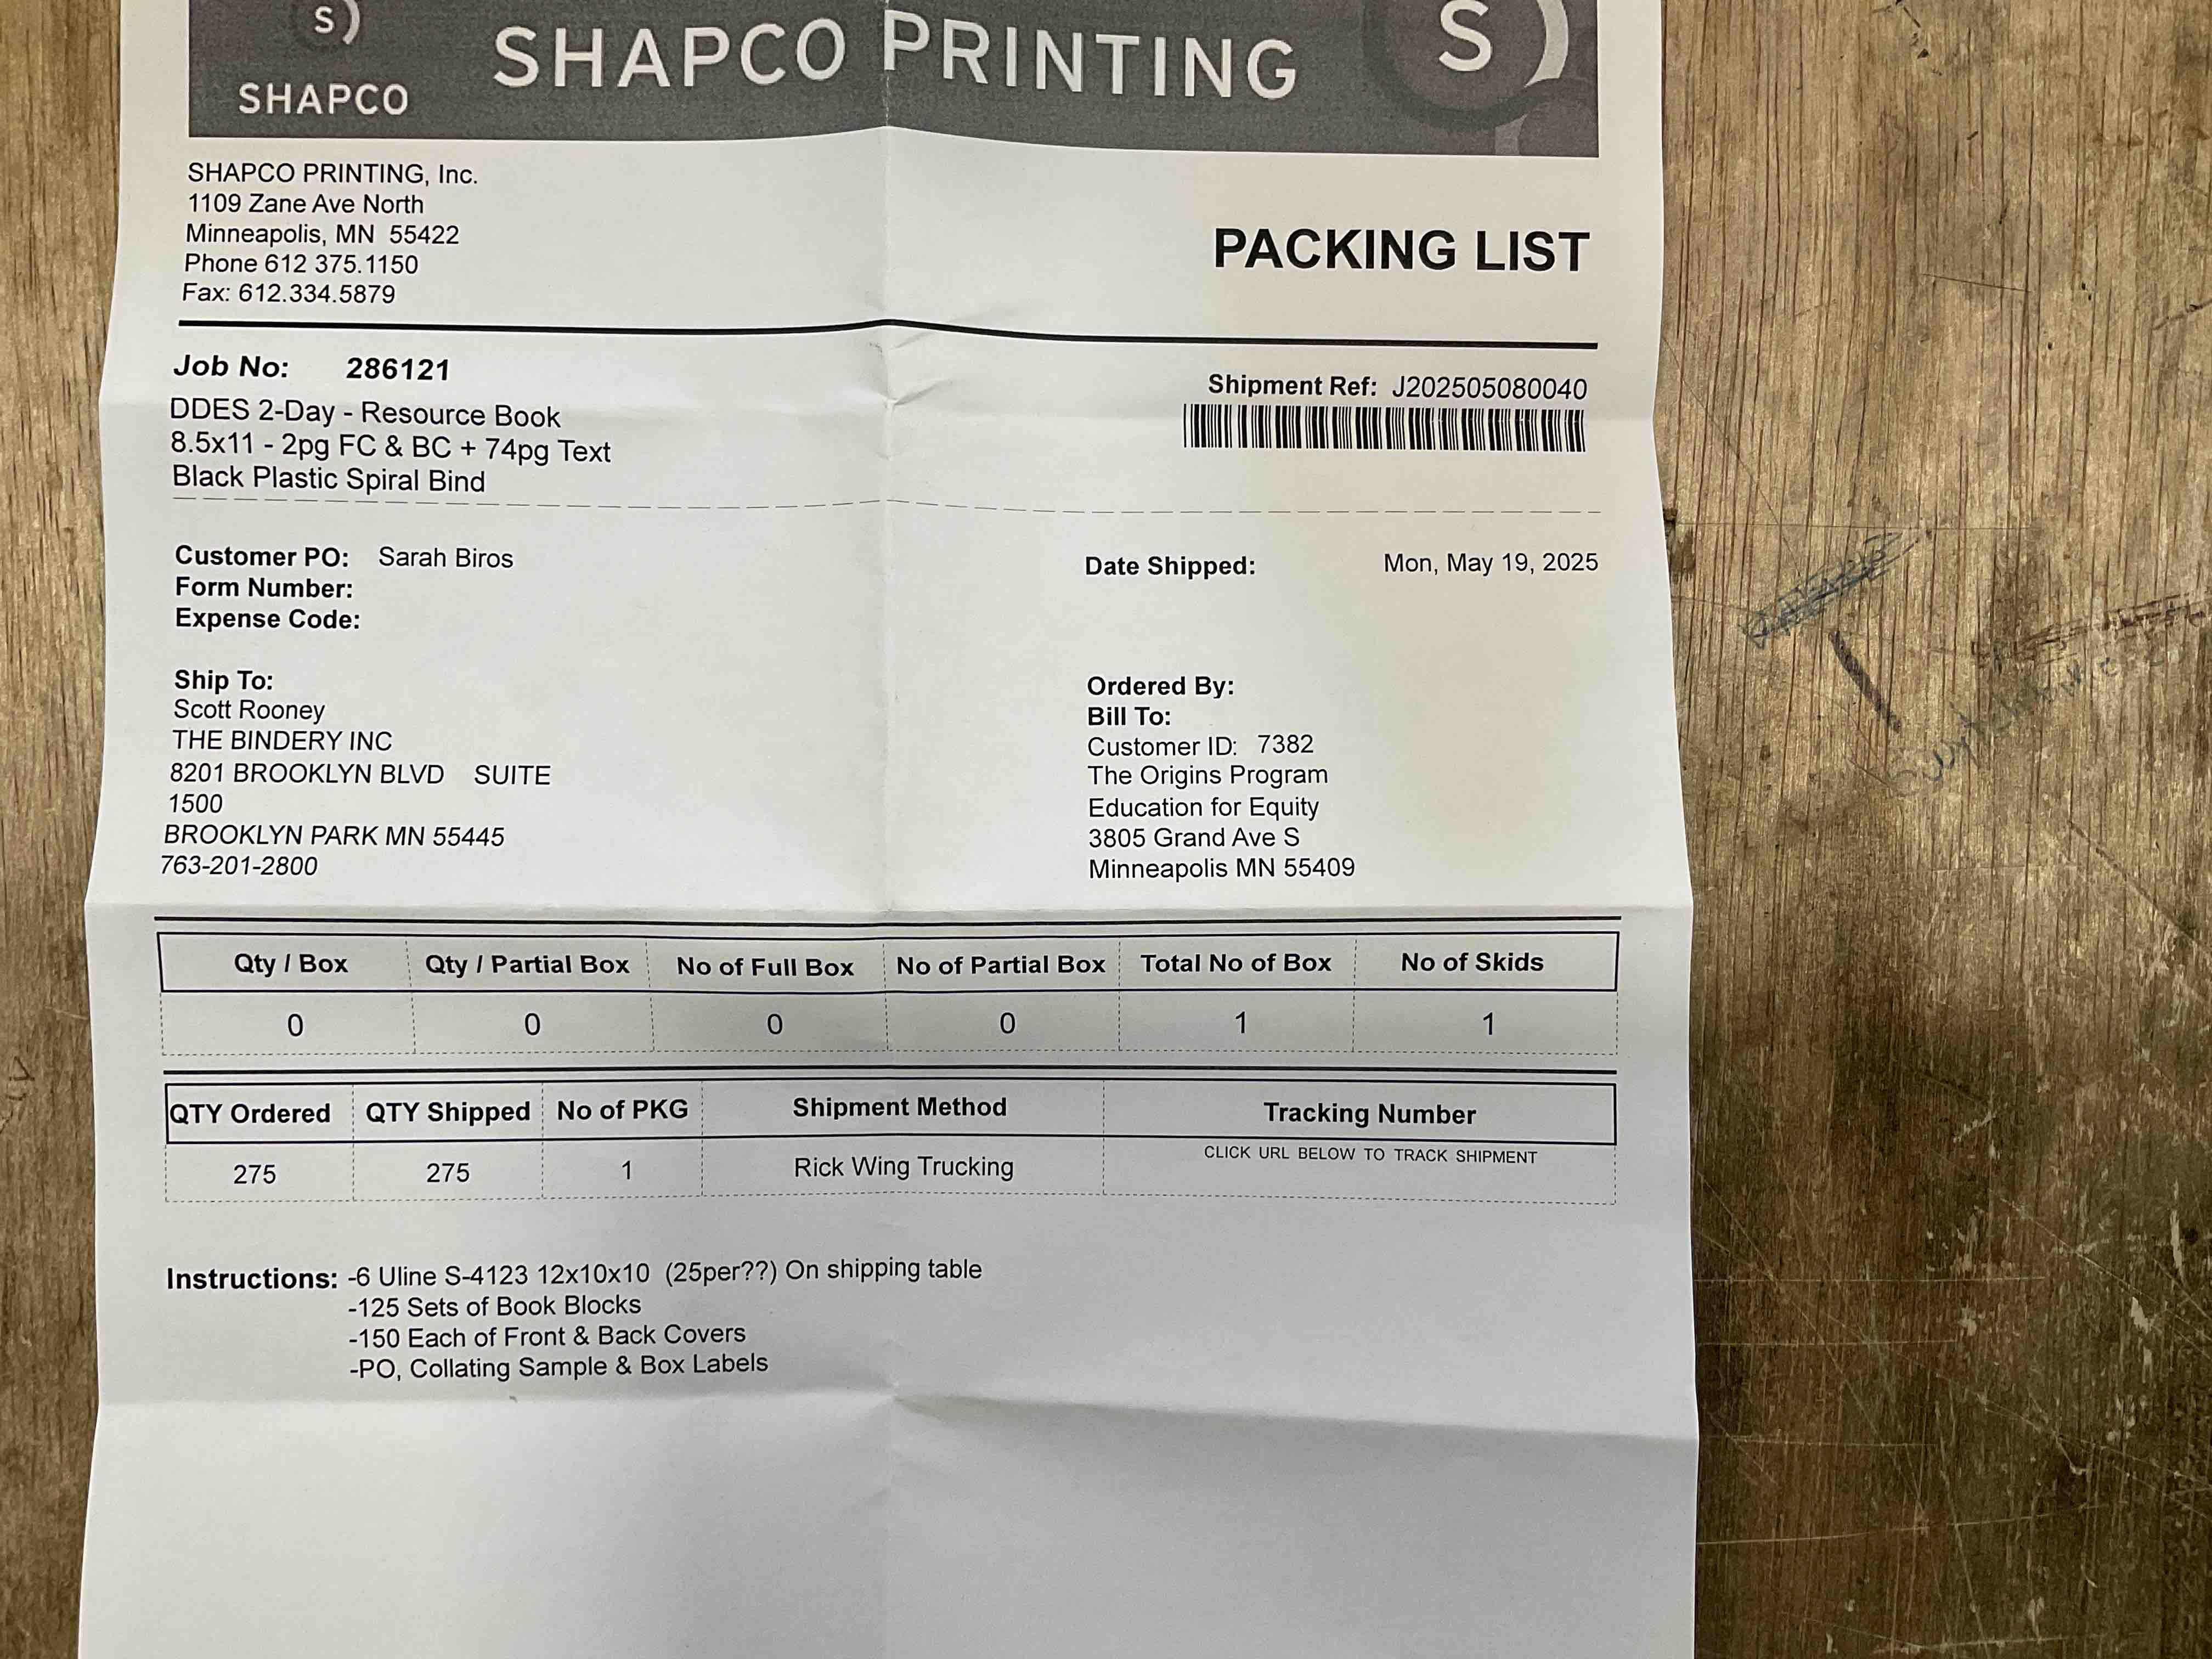 S)
SHAPCO
SHAPCO PRINTING
S)
SHAPCO PRINTING, Inc.
1109 Zane Ave North
Minneapolis, MN 55422
Phone 612 375.1150
Fax: 612.334.5879
PACKING LIST
Job No: 286121
DDES 2-Day - Resource Book
8.5x11 - 2pg FC & BC + 74pg Text
Black Plastic Spiral Bind
Shipment Ref: J202505080040
Customer PO: Sarah Biros
Form Number:
Expense Code:
Date Shipped: Mon, May 19, 2025
Ship To:
Scott Rooney
THE BINDERY INC
8201 BROOKLYN BLVD SUITE
1500
BROOKLYN PARK MN 55445
763-201-2800
Ordered By:
Bill To:
Customer ID: 7382
The Origins Program
Education for Equity
3805 Grand Ave S
Minneapolis MN 55409
Qty / Box Qty / Partial Box No of Full Box No of Partial Box Total No of Box No of Skids
0 0 0 0 1 1
QTY Ordered QTY Shipped No of PKG Shipment Method Tracking Number
275 275 1 Rick Wing Trucking CLICK URL BELOW TO TRACK SHIPMENT
Instructions: -6 Uline S-4123 12x10x10 (25per??) On shipping table
-125 Sets of Book Blocks
-150 Each of Front & Back Covers
-PO, Collating Sample & Box Labels